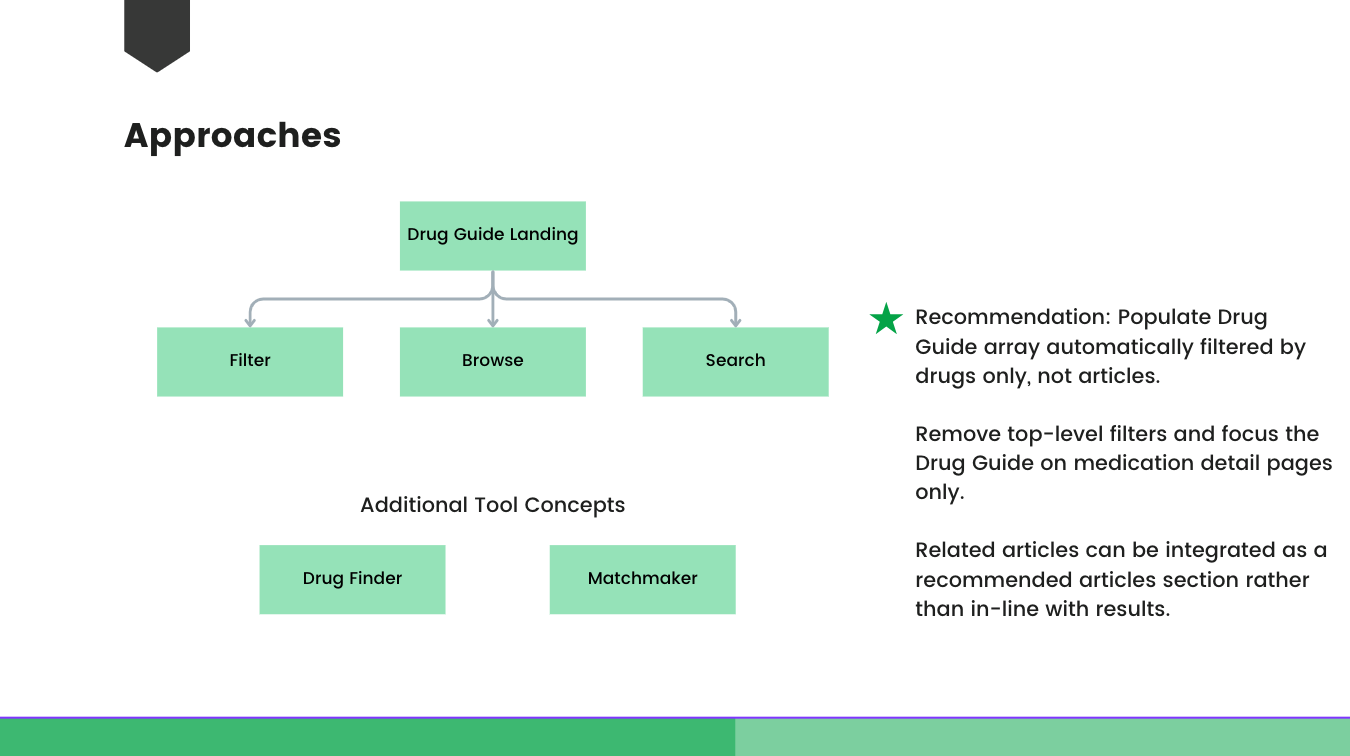 Approaches
Drug Guide Landing
Filter
Browse
Search
Recommendation: Populate Drug
Guide array automatically filtered by
drugs only, not articles.
Remove top-level filters and focus the
Drug Guide on medication detail pages
only.
Related articles can be integrated as a
recommended articles section rather
than in-line with results.
Additional Tool Concepts
Drug Finder
Matchmaker